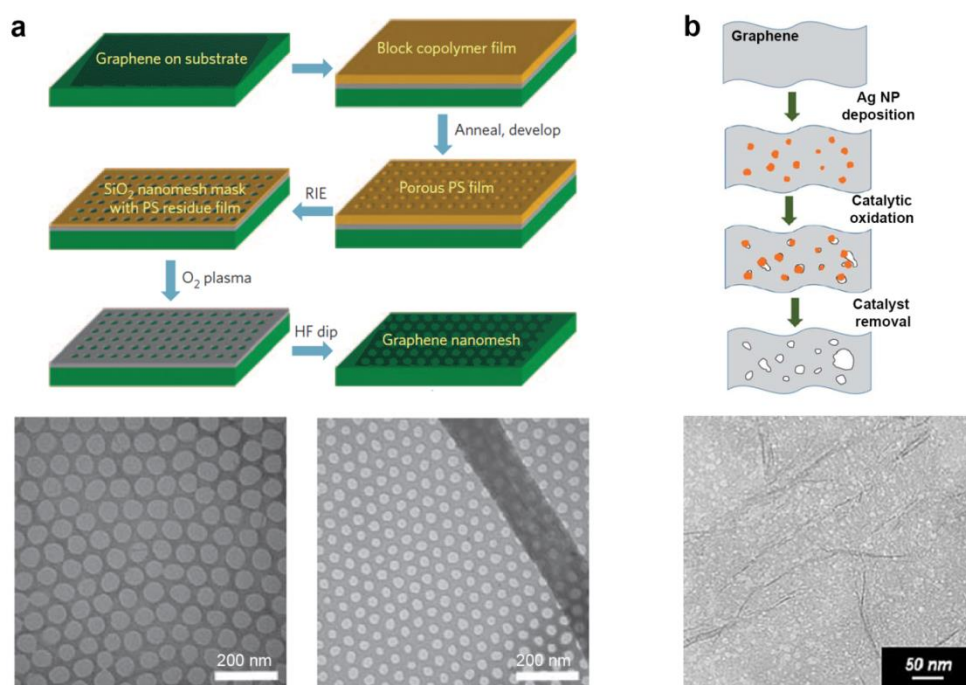 a
Graphene on substrate
Block copolymer film
Anneal, develop
Porous PS film
RIE
SiO₂ nanomesh mask
with PS residue film
O₂ plasma
HF dip
Graphene nanomesh
200 nm
200 nm
b
Graphene
Ag NP
deposition
Catalytic
oxidation
Catalyst
removal
50 nm